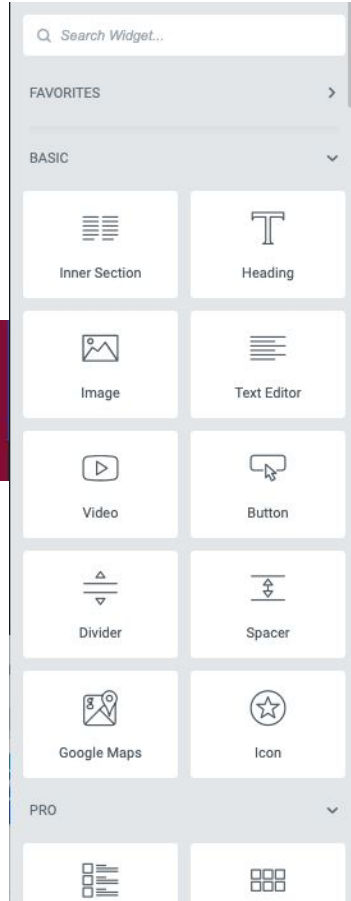 Search Widget...
FAVORITES
BASIC
Inner Section Heading
Image Text Editor
Video Button
Divider Spacer
Google Maps Icon
PRO